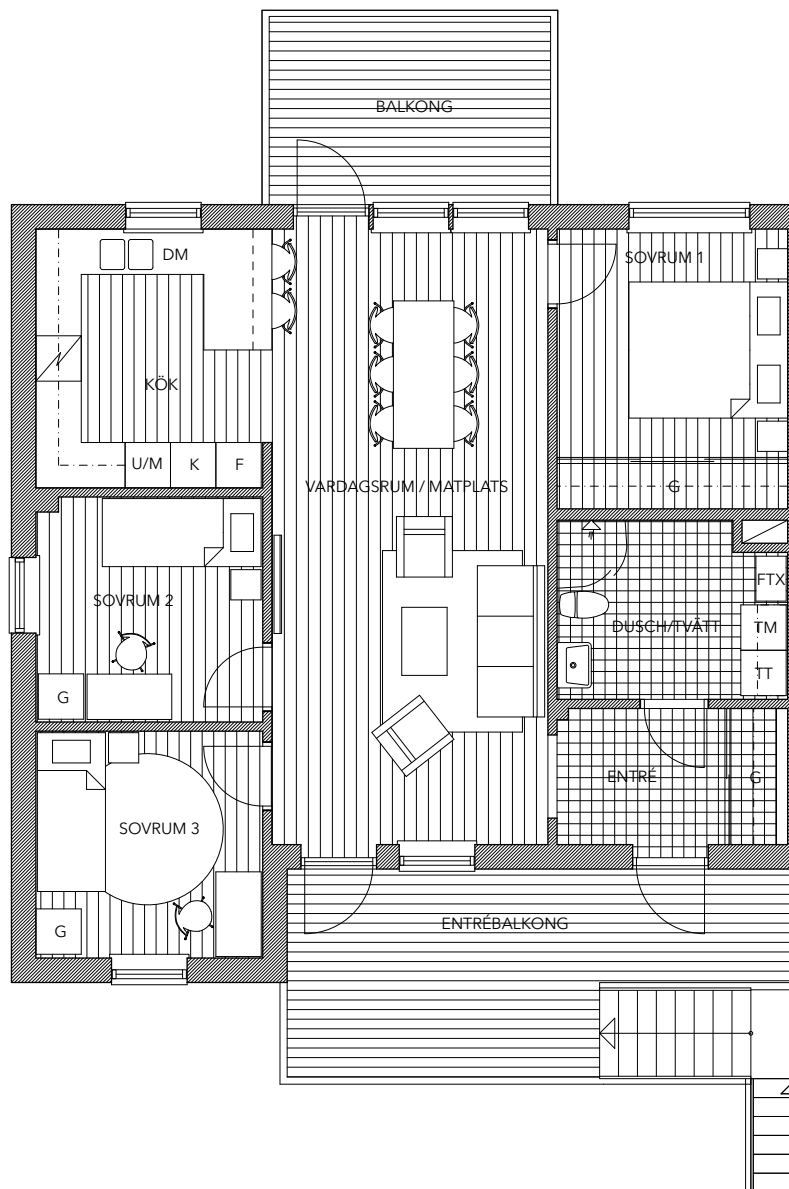 BALKONG
DM
SOVRUM 1
KÖK
U/M
K
F
VARDAGSRUM / MATPLATS
G
SOVRUM 2
FTX
DUSCH/TVÄTT
TM
TT
G
ENTRÉ
G
SOVRUM 3
G
ENTRÉBALKONG